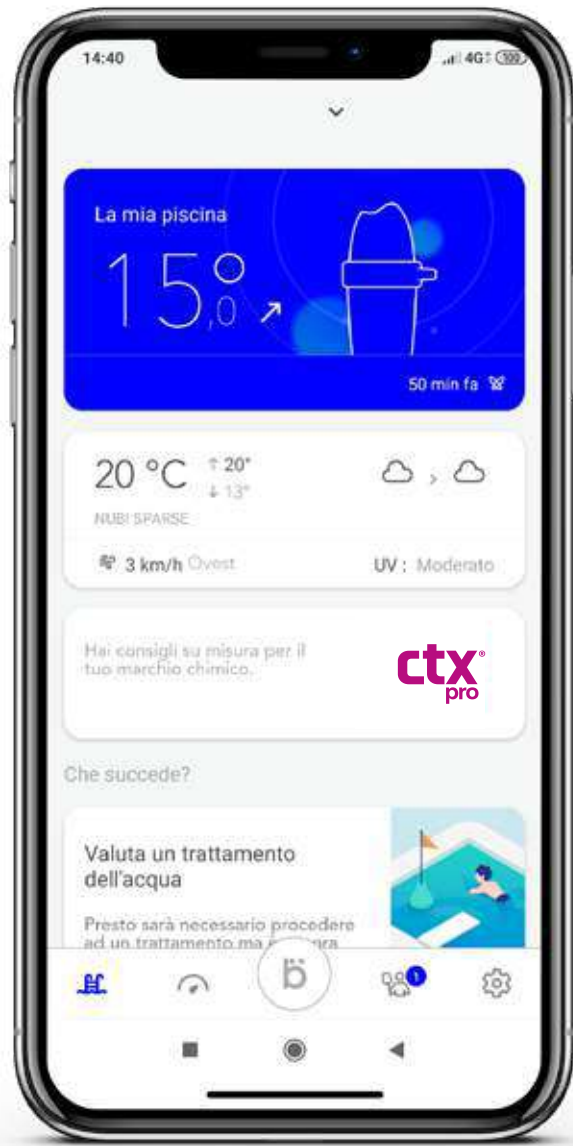 14:40
4G
100
La mia piscina
15,0°
50 min fa
20 °C
↑ 20°
↓ 13°
NUBI SPARSE
3 km/h Ovest
UV : Moderato
Hai consigli su misura per il
tuo marchio chimico.
ctx®
pro
Che succede?
Valuta un trattamento
dell'acqua
Presto sarà necessario procedere
ad un trattamento ma
b
1